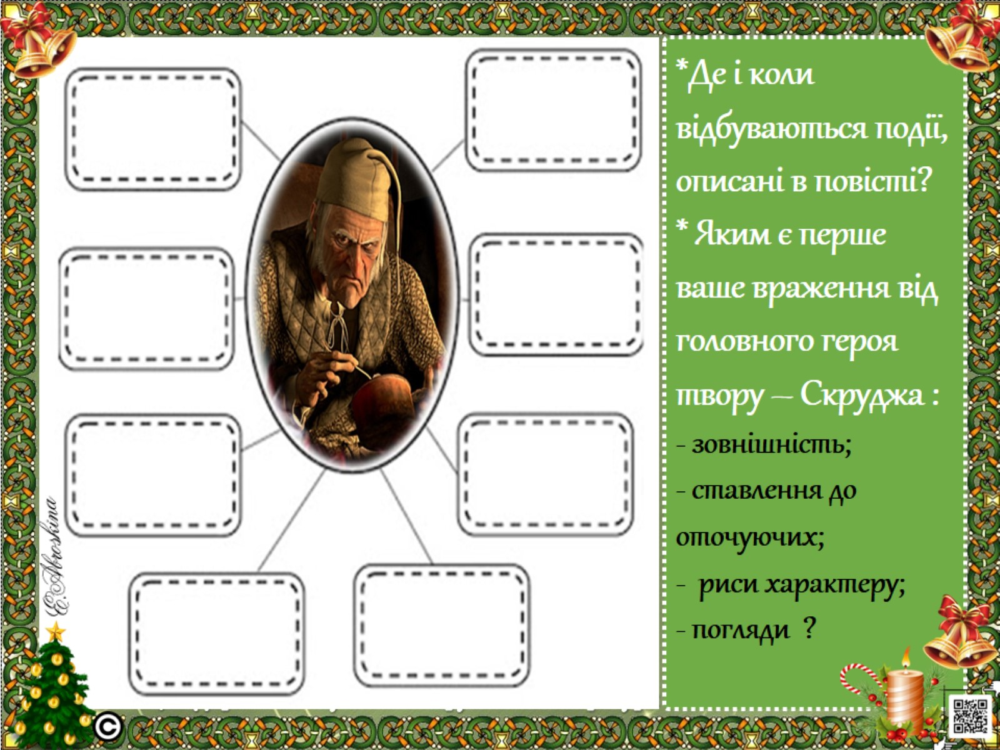 *Де і коли
відбуваються події,
описані в повісті?
* Яким є перше
ваше враження від
головного героя
твору – Скруджа :
- зовнішність;
- ставлення до
оточуючих;
- риси характеру;
- погляди ?
E.Abroskina
©